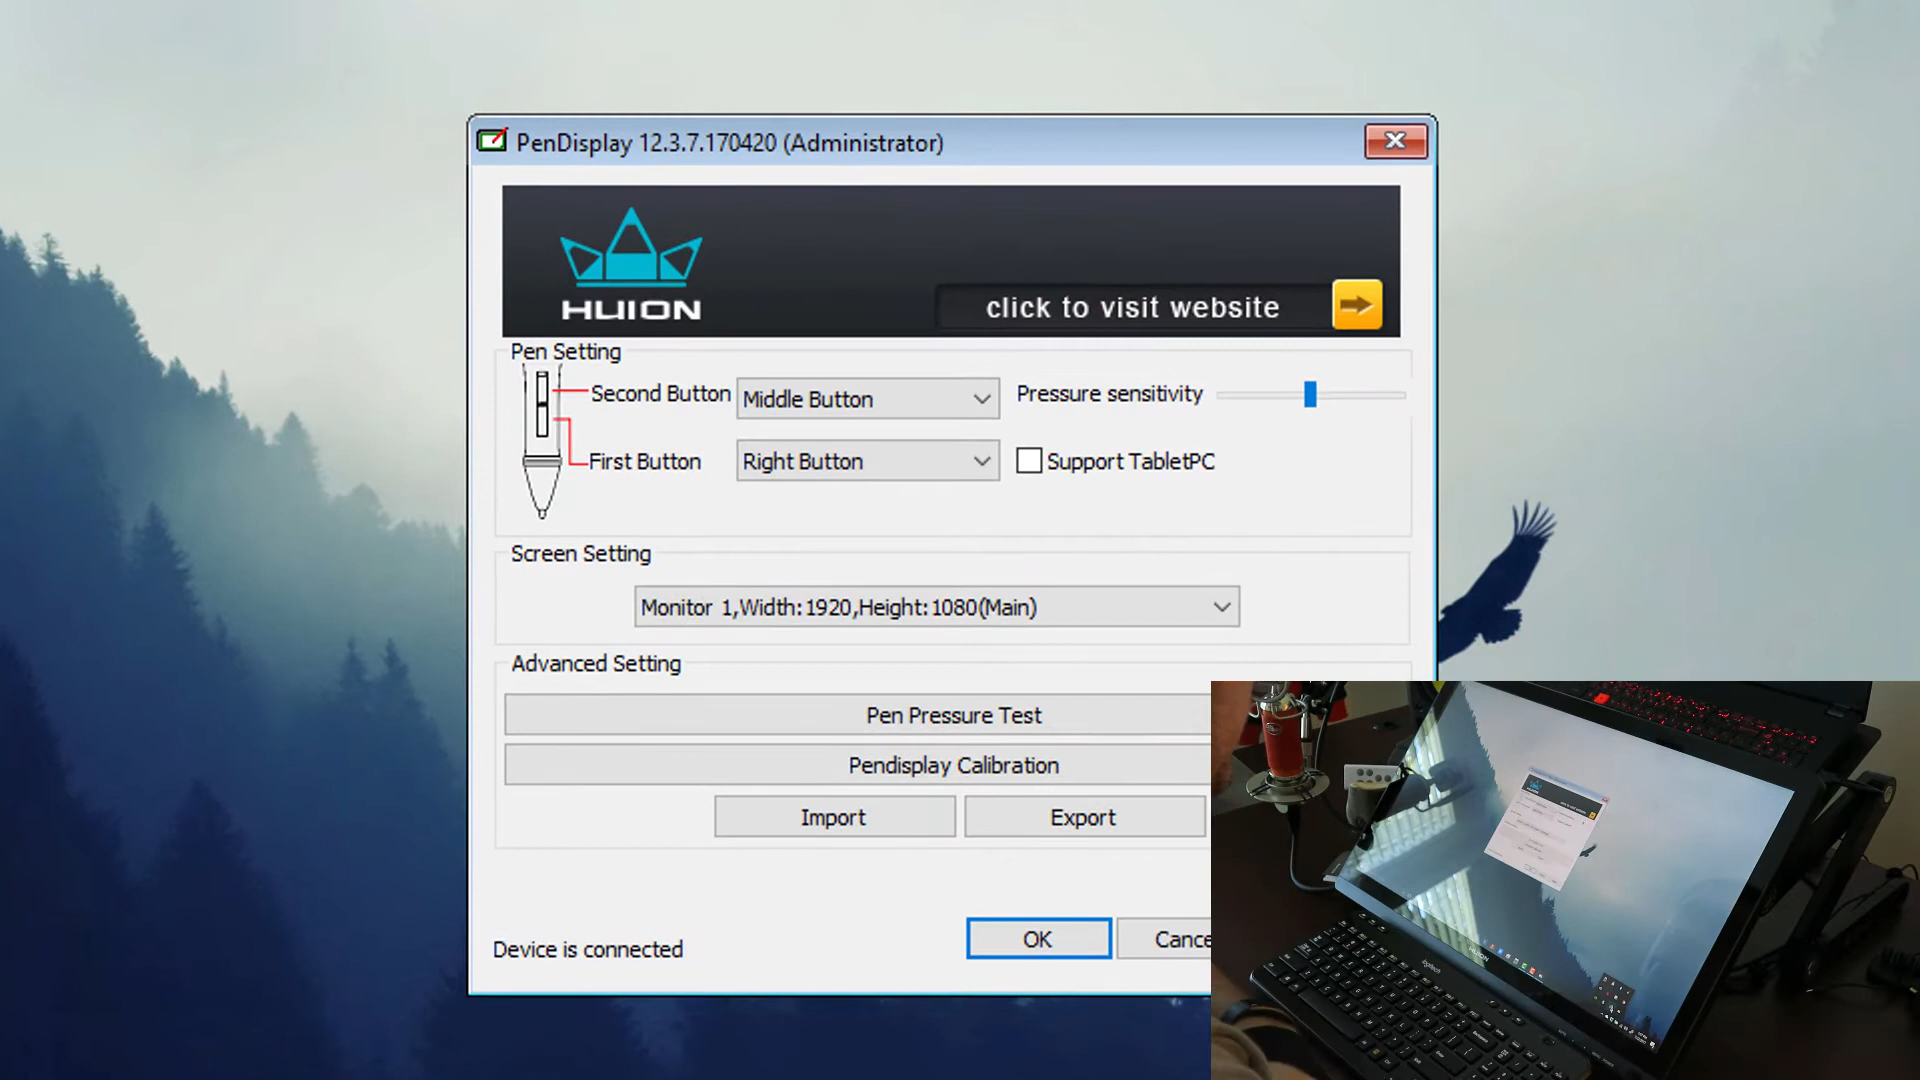 PenDisplay 12.3.7.170420 (Administrator)
HUION
click to visit website
Pen Setting
Second Button
Middle Button
Pressure sensitivity
First Button
Right Button
Support TabletPC
Screen Setting
Monitor 1,Width:1920,Height:1080(Main)
Advanced Setting
Pen Pressure Test
Pendisplay Calibration
Import
Export
Device is connected
OK
Cance
HUION
logitech